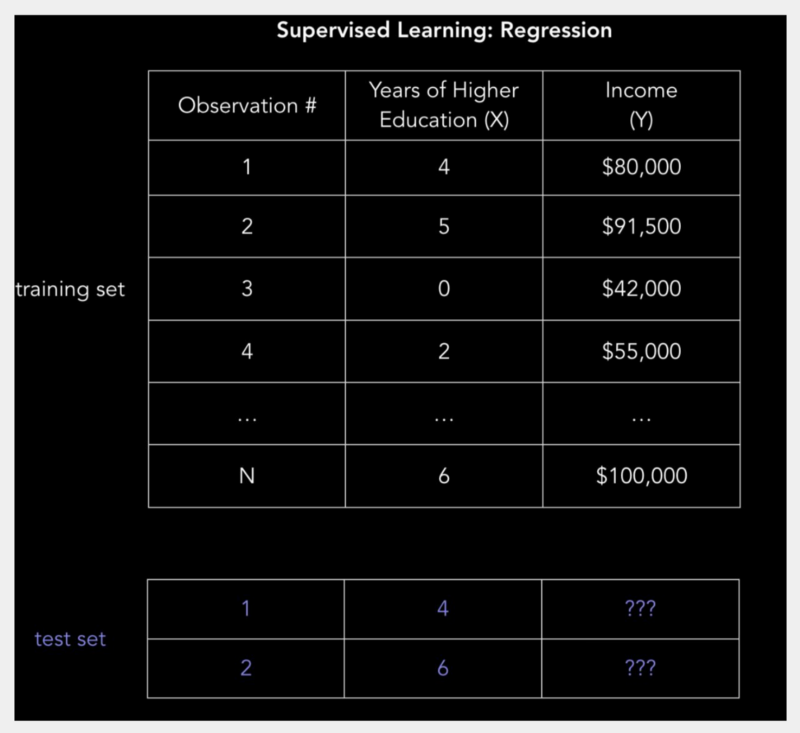 Supervised Learning: Regression
Observation #
Years of Higher
Education (X)
Income
(Y)
1 4 $80,000
2 5 $91,500
training set
3 0 $42,000
4 2 $55,000
... ... ...
N 6 $100,000
test set
1 4 ???
2 6 ???